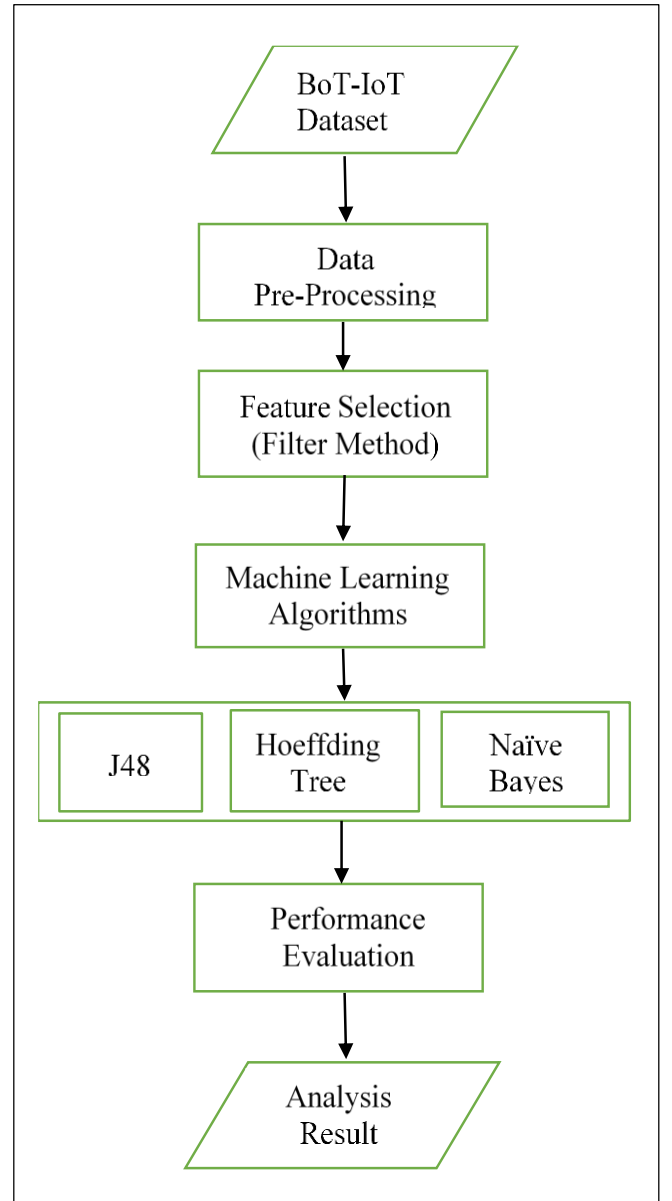 BoT-IoT
Dataset
Data
Pre-Processing
Feature Selection
(Filter Method)
Machine Learning
Algorithms
J48
Hoeffding
Tree
Naïve
Bayes
Performance
Evaluation
Analysis
Result